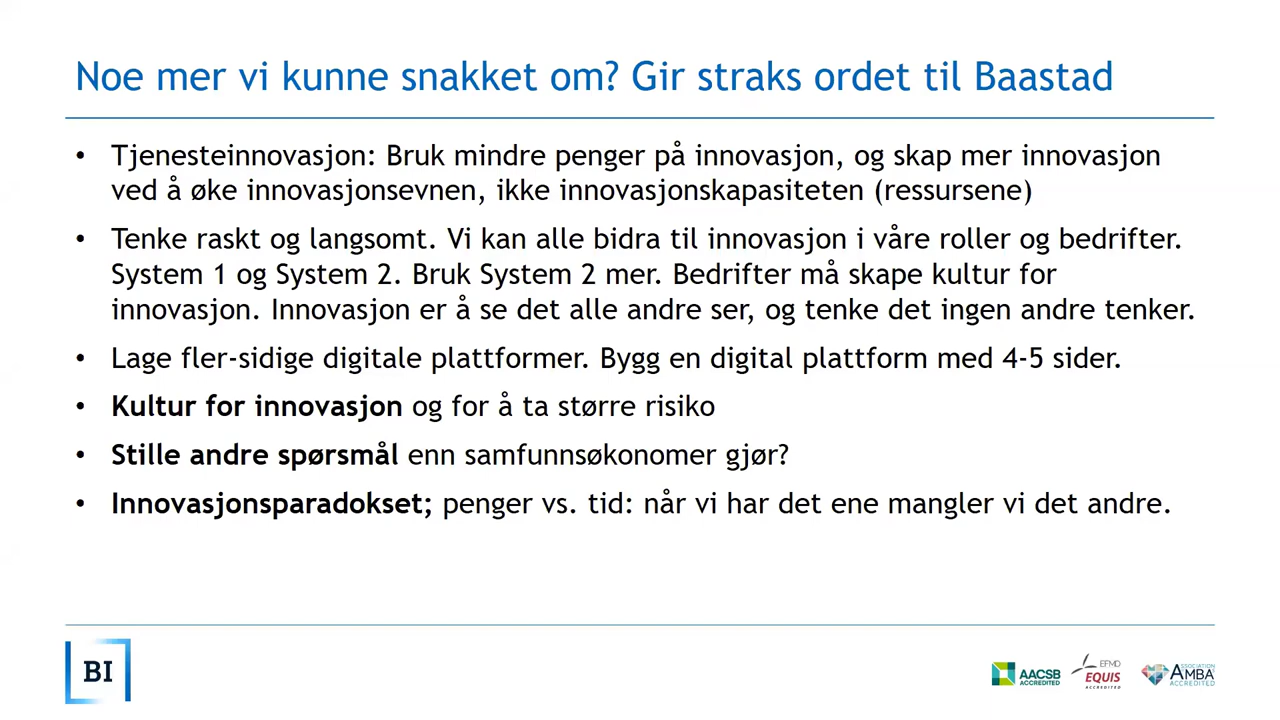 Noe mer vi kunne snakket om? Gir straks ordet til Baastad
• Tjenesteinnovasjon: Bruk mindre penger på innovasjon, og skap mer innovasjon
ved å øke innovasjonsevnen, ikke innovasjonskapasiteten (ressursene)
• Tenke raskt og langsomt. Vi kan alle bidra til innovasjon i våre roller og bedrifter.
System 1 og System 2. Bruk System 2 mer. Bedrifter må skape kultur for
innovasjon. Innovasjon er å se det alle andre ser, og tenke det ingen andre tenker.
• Lage fler-sidige digitale plattformer. Bygg en digital plattform med 4-5 sider.
• Kultur for innovasjon og for å ta større risiko
• Stille andre spørsmål enn samfunnsøkonomer gjør?
• Innovasjonsparadokset; penger vs. tid: når vi har det ene mangler vi det andre.
BI
AACSB
ACCREDITED
EFMD
EQUIS
ACCREDITED
ASSOCIATION
AMBA
ACCREDITED